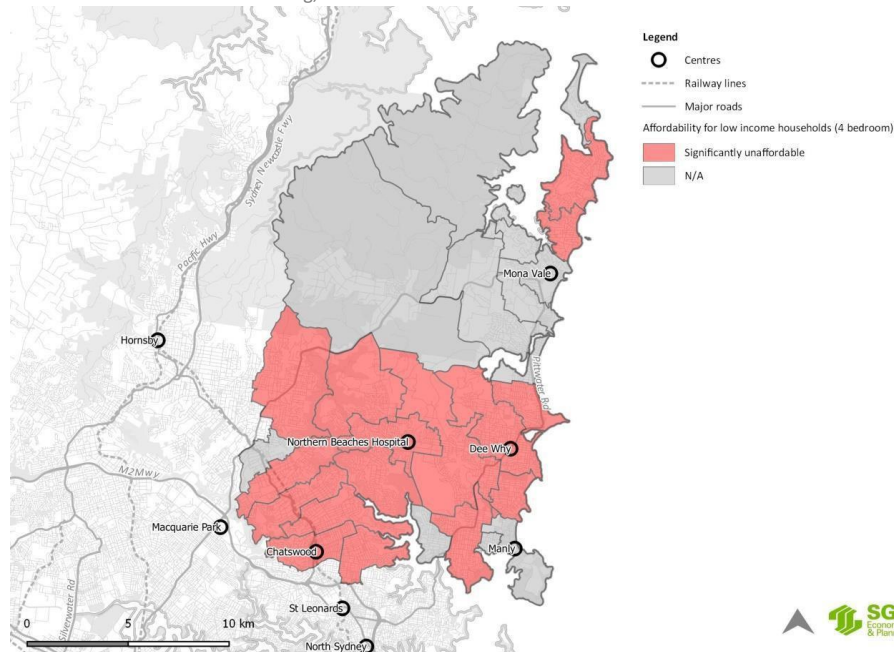 Legend
Centres
Railway lines
Major roads
Affordability for low income households (4 bedroom)
Significantly unaffordable
N/A
Sydney Newcastle Fwy
Pacific Hwy
Mona Vale
Hornsby
Pittwater Rd
Northern Beaches Hospital
Dee Why
M2Mwy
Macquarie Park
Chatswood
Manly
Silverwater Rd
St Leonards
North Sydney
0 5 10 km
SG
Econom
& Plann